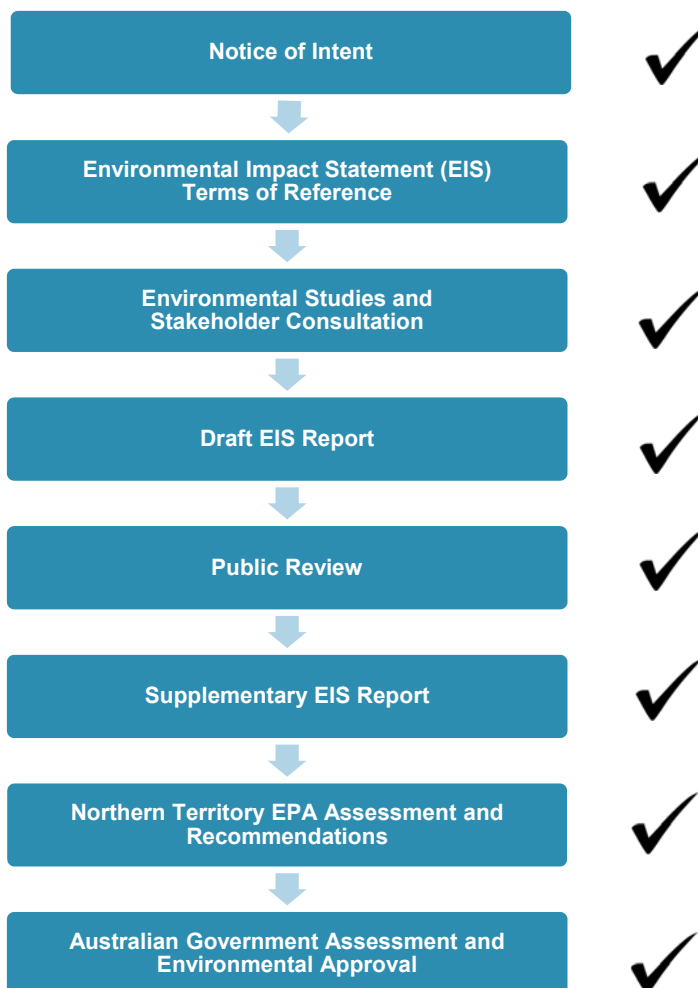 Notice of Intent
Environmental Impact Statement (EIS)
Terms of Reference
Environmental Studies and
Stakeholder Consultation
Draft EIS Report
Public Review
Supplementary EIS Report
Northern Territory EPA Assessment and
Recommendations
Australian Government Assessment and
Environmental Approval